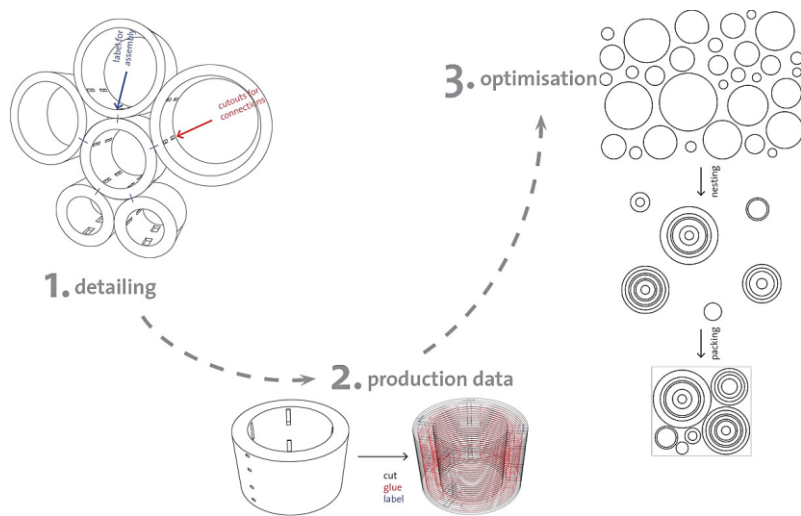 label for
assembly
cutouts for
connections
1. detailing
2. production data
cut
glue
label
3. optimisation
nesting
packing